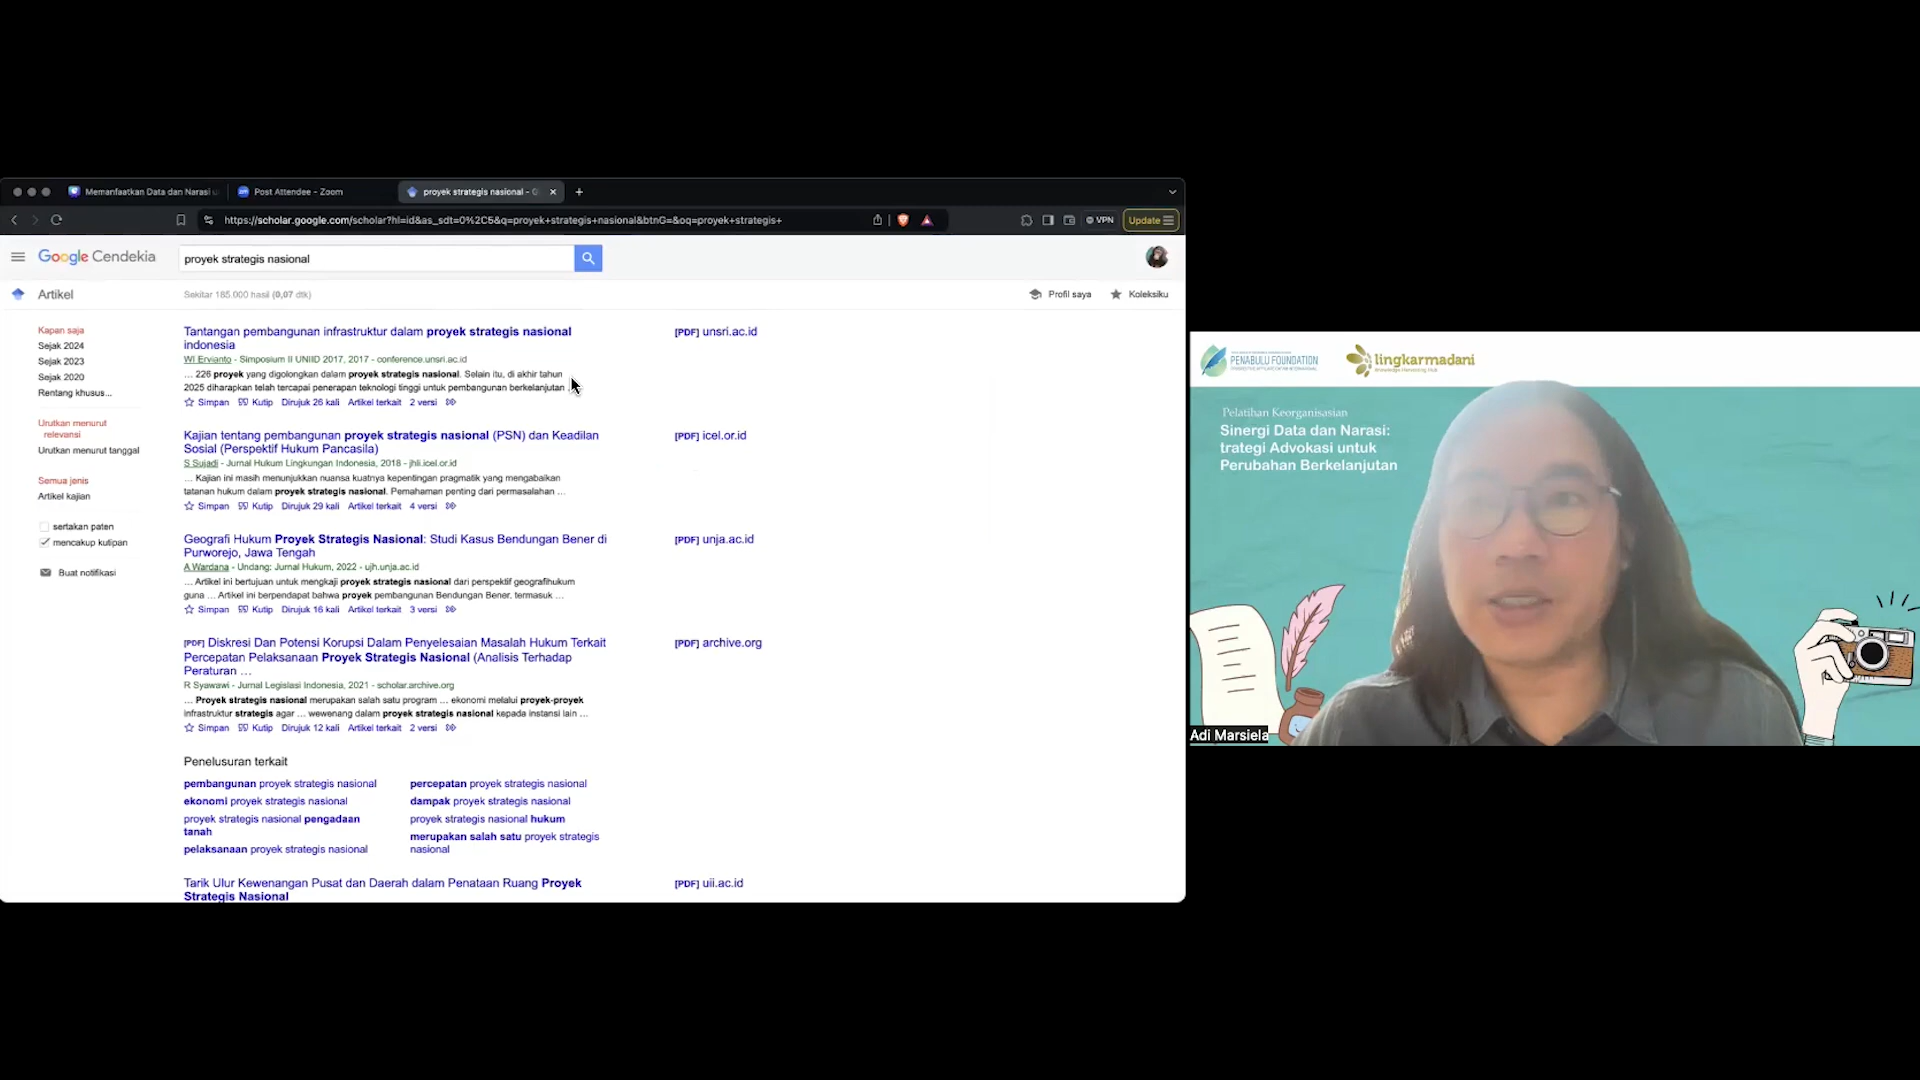 Memanfaatkan Data dan Narasi u
Post Attendee - Zoom
proyek strategis nasional - G
https://scholar.google.com/scholar?hl=id&as_sdt=0%2C5&q=proyek+strategis+nasional&btnG=&oq=proyek+strategis+
VPN
Update
Google Cendekia
proyek strategis nasional
Artikel
Sekitar 185.000 hasil (0,07 dtk)
Profil saya
Koleksiku
Kapan saja
Sejak 2024
Sejak 2023
Sejak 2020
Rentang khusus...
Urutkan menurut
relevansi
Urutkan menurut tanggal
Semua jenis
Artikel kajian
sertakan paten
mencakup kutipan
Buat notifikasi
Tantangan pembangunan infrastruktur dalam proyek strategis nasional
indonesia
WI Ervianto - Simposium II UNIID 2017, 2017 - conference.unsri.ac.id
... 226 proyek yang digolongkan dalam proyek strategis nasional. Selain itu, di akhir tahun
2025 diharapkan telah tercapai penerapan teknologi tinggi untuk pembangunan berkelanjutan ...
Simpan Kutip Dirujuk 26 kali Artikel terkait 2 versi
[PDF] unsri.ac.id
Kajian tentang pembangunan proyek strategis nasional (PSN) dan Keadilan
Sosial (Perspektif Hukum Pancasila)
S Sujadi - Jurnal Hukum Lingkungan Indonesia, 2018 - jhli.icel.or.id
... Kajian ini masih menunjukkan nuansa kuatnya kepentingan pragmatik yang mengabaikan
tatanan hukum dalam proyek strategis nasional. Pemahaman penting dari permasalahan ...
Simpan Kutip Dirujuk 29 kali Artikel terkait 4 versi
[PDF] icel.or.id
Geografi Hukum Proyek Strategis Nasional: Studi Kasus Bendungan Bener di
Purworejo, Jawa Tengah
A Wardana - Undang: Jurnal Hukum, 2022 - ujh.unja.ac.id
... Artikel ini bertujuan untuk mengkaji proyek strategis nasional dari perspektif geografihukum
guna ... Artikel ini berpendapat bahwa proyek pembangunan Bendungan Bener, termasuk ...
Simpan Kutip Dirujuk 16 kali Artikel terkait 3 versi
[PDF] unja.ac.id
[PDF] Diskresi Dan Potensi Korupsi Dalam Penyelesaian Masalah Hukum Terkait
Percepatan Pelaksanaan Proyek Strategis Nasional (Analisis Terhadap
Peraturan ...
R Syawawi - Jurnal Legislasi Indonesia, 2021 - scholar.archive.org
... Proyek strategis nasional merupakan salah satu program ... ekonomi melalui proyek-proyek
infrastruktur strategis agar ... wewenang dalam proyek strategis nasional kepada instansi lain ...
Simpan Kutip Dirujuk 12 kali Artikel terkait 2 versi
[PDF] archive.org
Penelusuran terkait
pembangunan proyek strategis nasional
ekonomi proyek strategis nasional
proyek strategis nasional pengadaan
tanah
pelaksanaan proyek strategis nasional
percepatan proyek strategis nasional
dampak proyek strategis nasional
proyek strategis nasional hukum
merupakan salah satu proyek strategis
nasional
Tarik Ulur Kewenangan Pusat dan Daerah dalam Penataan Ruang Proyek
Strategis Nasional
[PDF] uii.ac.id
PENABULU FOUNDATION
lingkarmadani
Pelatihan Keorganisasian
Sinergi Data dan Narasi:
trategi Advokasi untuk
Perubahan Berkelanjutan
Adi Marsiela